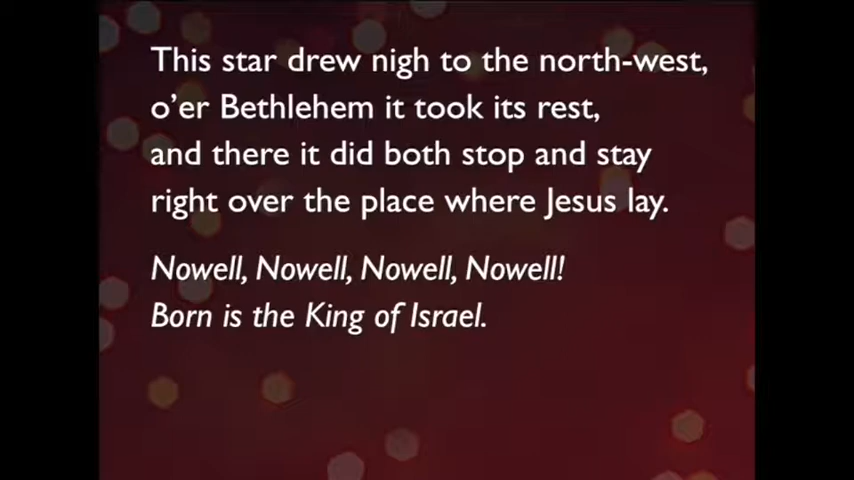 This star drew nigh to the north-west,
o’er Bethlehem it took its rest,
and there it did both stop and stay
right over the place where Jesus lay.
Nowell, Nowell, Nowell, Nowell!
Born is the King of Israel.